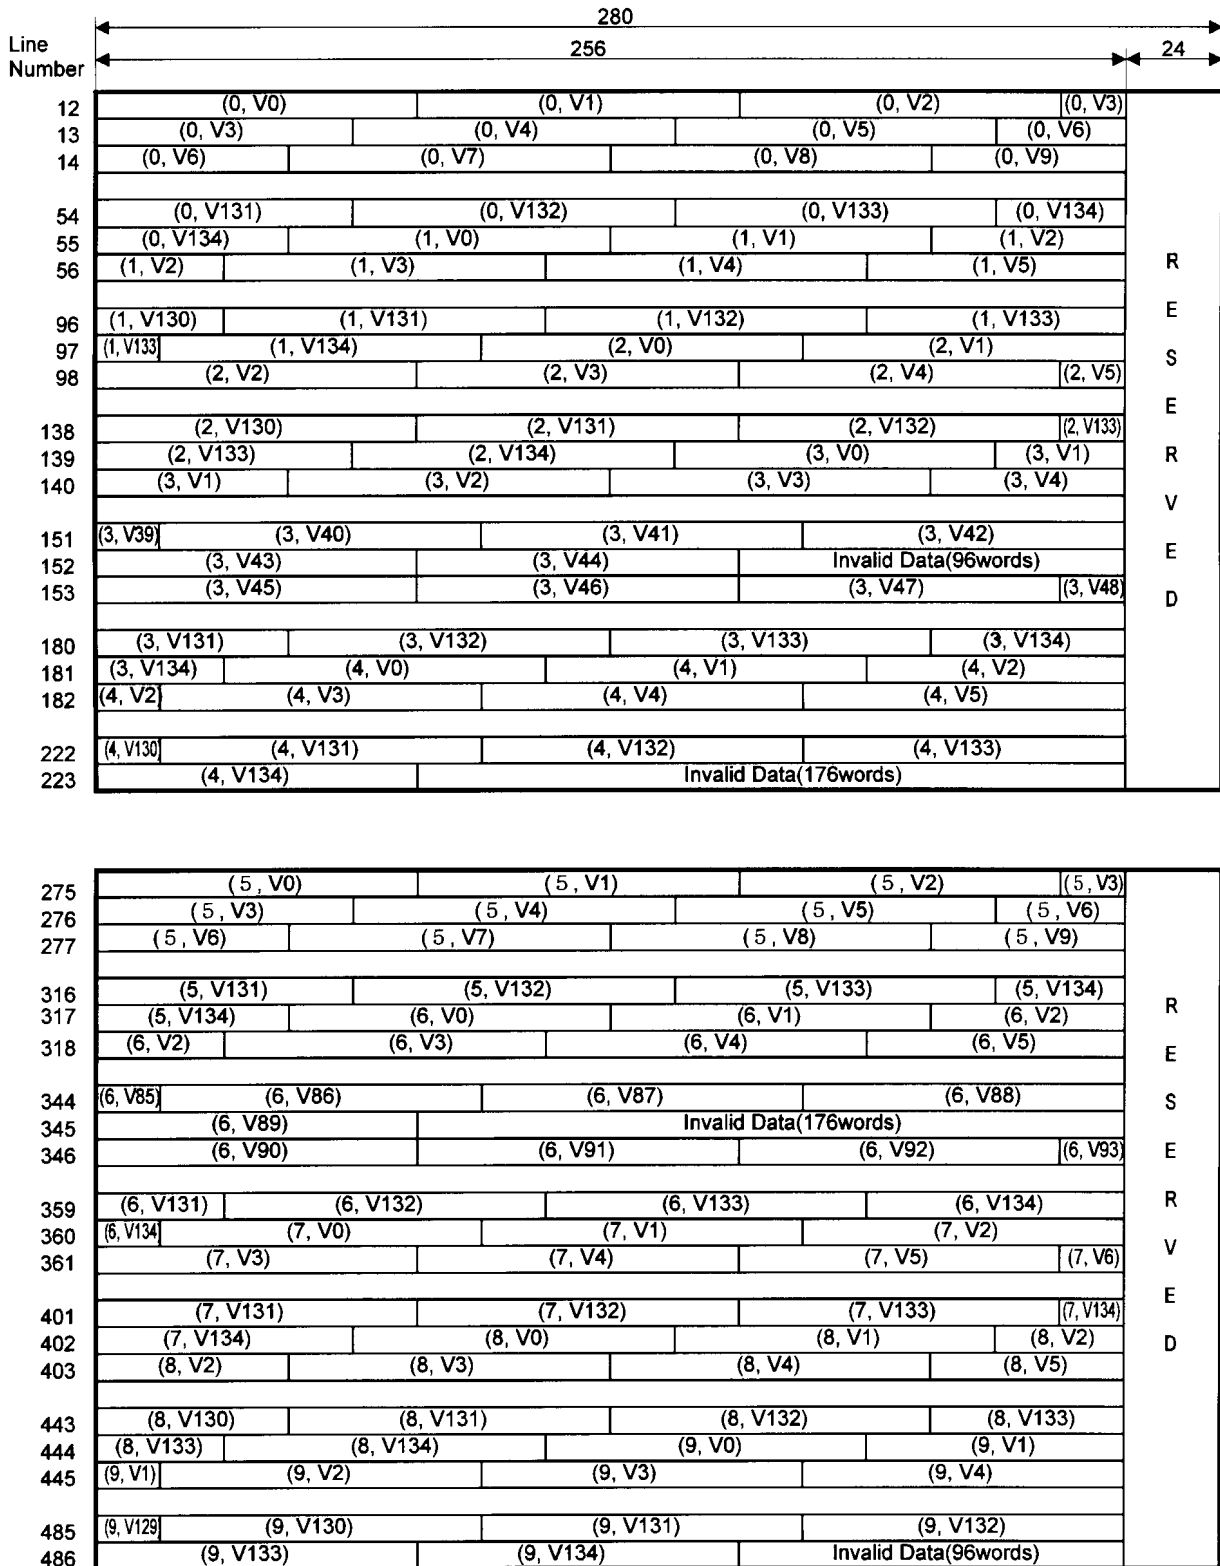 280
Line
Number
256 24
12 (0, V0) (0, V1) (0, V2) (0, V3)
13 (0, V3) (0, V4) (0, V5) (0, V6)
14 (0, V6) (0, V7) (0, V8) (0, V9)
54 (0, V131) (0, V132) (0, V133) (0, V134)
55 (0, V134) (1, V0) (1, V1) (1, V2)
56 (1, V2) (1, V3) (1, V4) (1, V5)
96 (1, V130) (1, V131) (1, V132) (1, V133)
97 (1, V133) (1, V134) (2, V0) (2, V1)
98 (2, V2) (2, V3) (2, V4) (2, V5)
138 (2, V130) (2, V131) (2, V132) (2, V133)
139 (2, V133) (2, V134) (3, V0) (3, V1)
140 (3, V1) (3, V2) (3, V3) (3, V4)
151 (3, V39) (3, V40) (3, V41) (3, V42)
152 (3, V43) (3, V44) Invalid Data(96words)
153 (3, V45) (3, V46) (3, V47) (3, V48)
180 (3, V131) (3, V132) (3, V133) (3, V134)
181 (3, V134) (4, V0) (4, V1) (4, V2)
182 (4, V2) (4, V3) (4, V4) (4, V5)
222 (4, V130) (4, V131) (4, V132) (4, V133)
223 (4, V134) Invalid Data(176words)
RESERVED
275 ( 5 , V0) ( 5 , V1) ( 5 , V2) ( 5 , V3)
276 ( 5 , V3) ( 5 , V4) ( 5 , V5) ( 5 , V6)
277 ( 5 , V6) ( 5 , V7) ( 5 , V8) ( 5 , V9)
316 (5, V131) (5, V132) (5, V133) (5, V134)
317 (5, V134) (6, V0) (6, V1) (6, V2)
318 (6, V2) (6, V3) (6, V4) (6, V5)
344 (6, V85) (6, V86) (6, V87) (6, V88)
345 (6, V89) Invalid Data(176words)
346 (6, V90) (6, V91) (6, V92) (6, V93)
359 (6, V131) (6, V132) (6, V133) (6, V134)
360 (6, V134) (7, V0) (7, V1) (7, V2)
361 (7, V3) (7, V4) (7, V5) (7, V6)
401 (7, V131) (7, V132) (7, V133) (7, V134)
402 (7, V134) (8, V0) (8, V1) (8, V2)
403 (8, V2) (8, V3) (8, V4) (8, V5)
443 (8, V130) (8, V131) (8, V132) (8, V133)
444 (8, V133) (8, V134) (9, V0) (9, V1)
445 (9, V1) (9, V2) (9, V3) (9, V4)
485 (9, V129) (9, V130) (9, V131) (9, V132)
486 (9, V133) (9, V134) Invalid Data(96words)
RESERVED